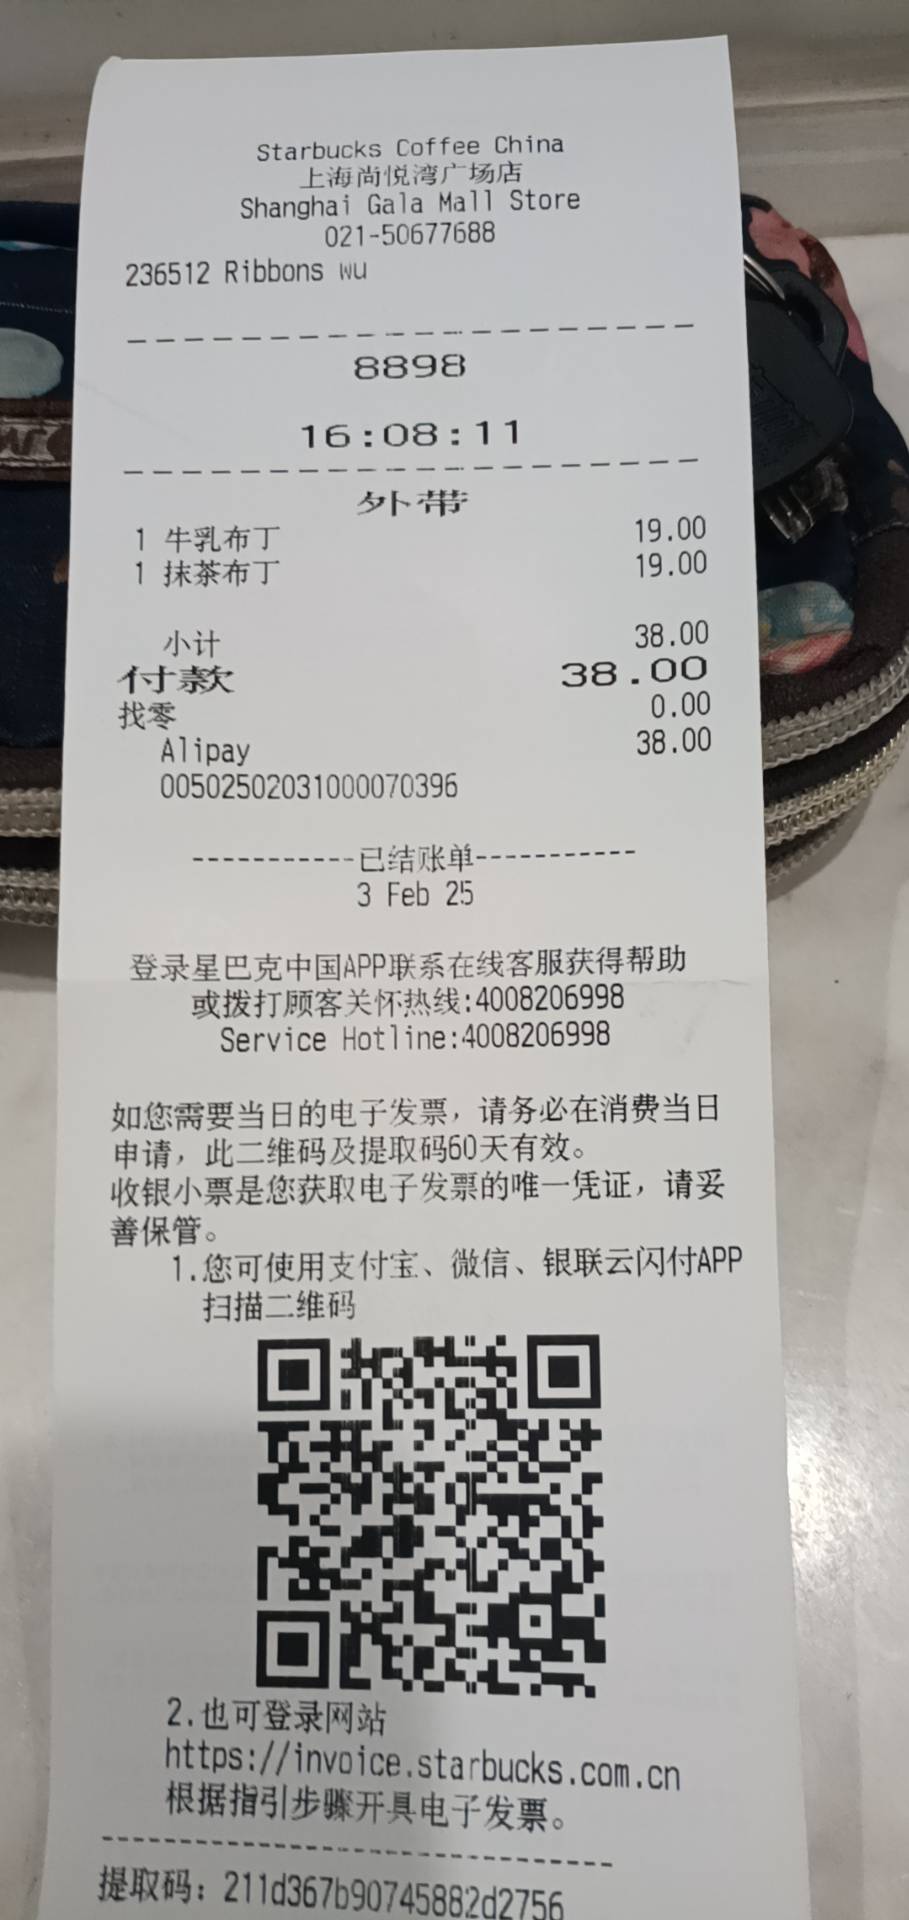 Starbucks Coffee China
上海尚悦湾广场店
Shanghai Gala Mall Store
021-50677688
236512 Ribbons wu
8898
16:08:11
外带
1 牛乳布丁 19.00
1 抹茶布丁 19.00
小计 38.00
付款 38.00
找零 0.00
Alipay 38.00
00502502031000070396
-----------已结账单-----------
3 Feb 25
登录星巴克中国APP联系在线客服获得帮助
或拨打顾客关怀热线:4008206998
Service Hotline:4008206998
如您需要当日的电子发票，请务必在消费当日
申请，此二维码及提取码60天有效。
收银小票是您获取电子发票的唯一凭证，请妥
善保管。
1.您可使用支付宝、微信、银联云闪付APP
扫描二维码
2.也可登录网站
https://invoice.starbucks.com.cn
根据指引步骤开具电子发票。
提取码：211d367b90745882d2756